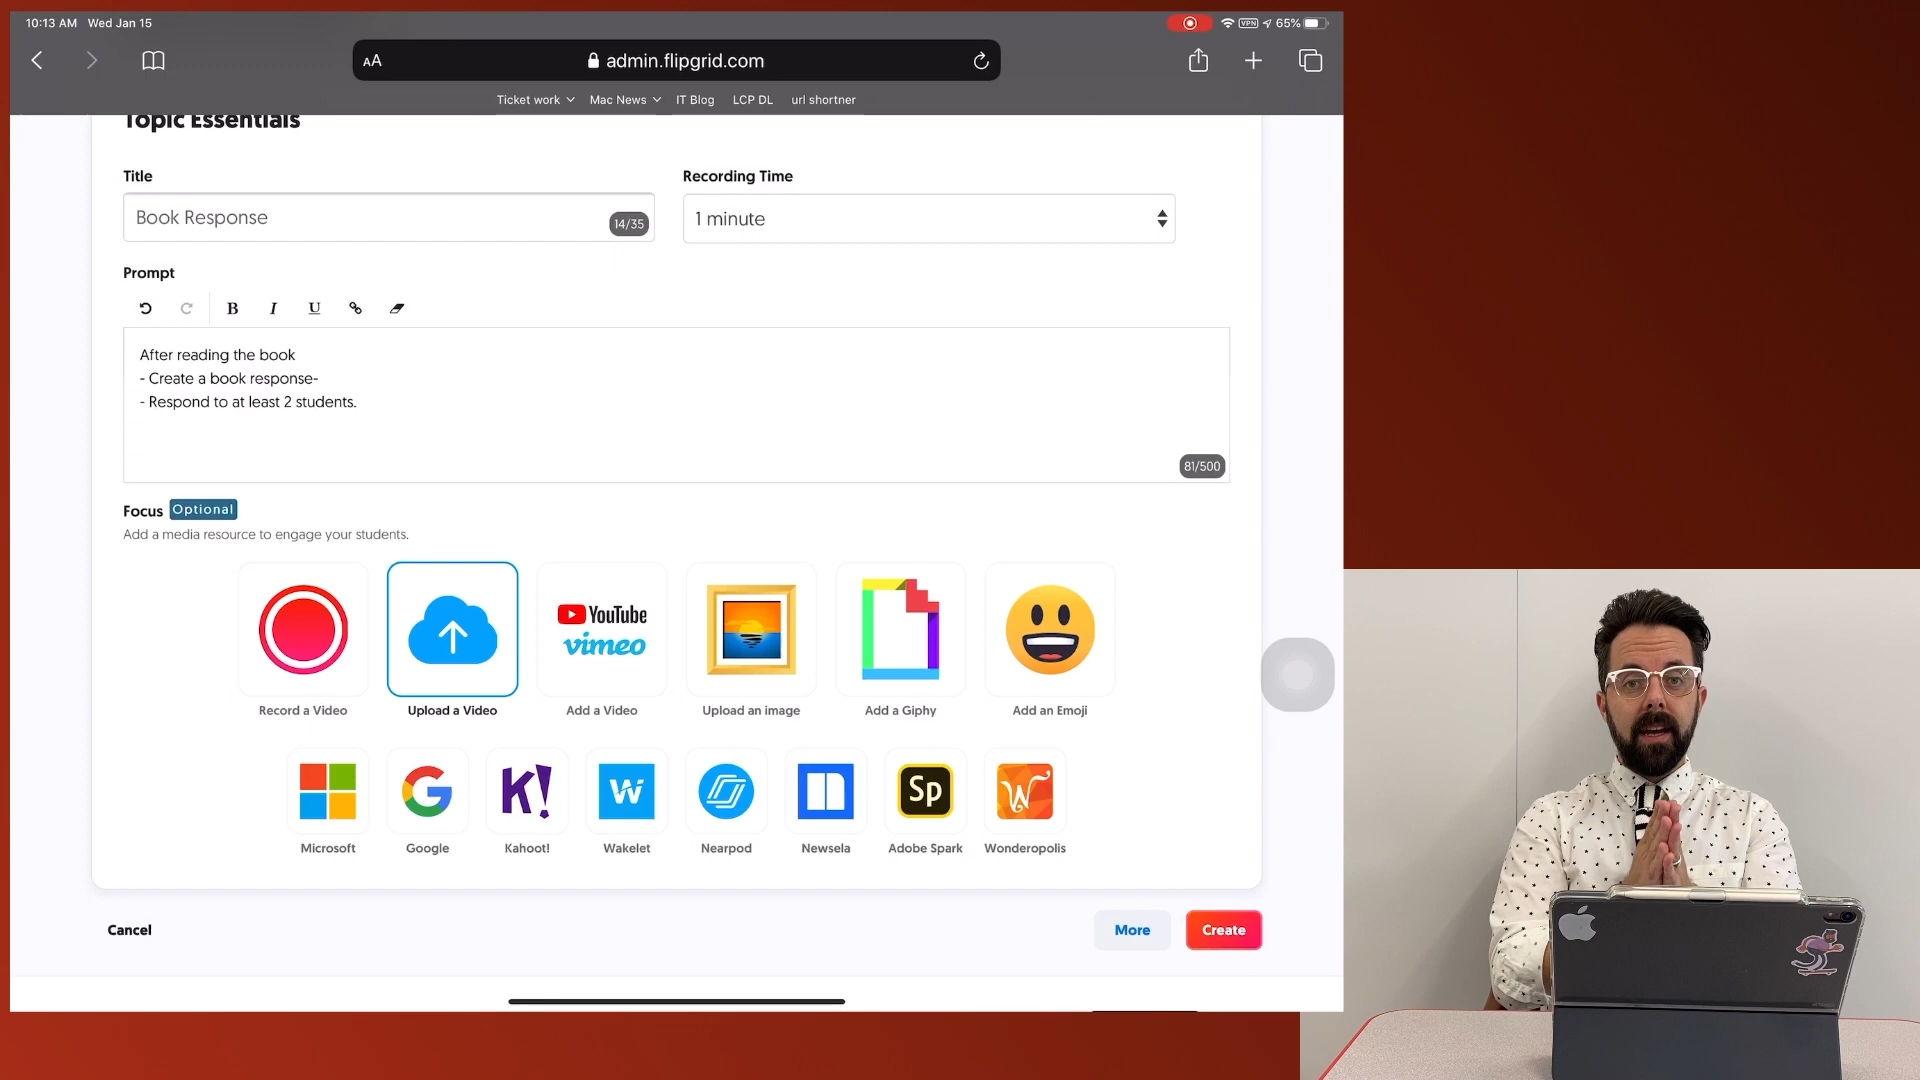 10:13 AM Wed Jan 15
VPN 65%
AA admin.flipgrid.com
Ticket work Mac News IT Blog LCP DL url shortner
Topic Essentials
Title Recording Time
Book Response 14/35 1 minute
Prompt
B I U
After reading the book
- Create a book response-
- Respond to at least 2 students.
81/500
Focus Optional
Add a media resource to engage your students.
YouTube
vimeo
Record a Video Upload a Video Add a Video Upload an image Add a Giphy Add an Emoji
G K! W Sp W
Microsoft Google Kahoot! Wakelet Nearpod Newsela Adobe Spark Wonderopolis
Cancel More Create